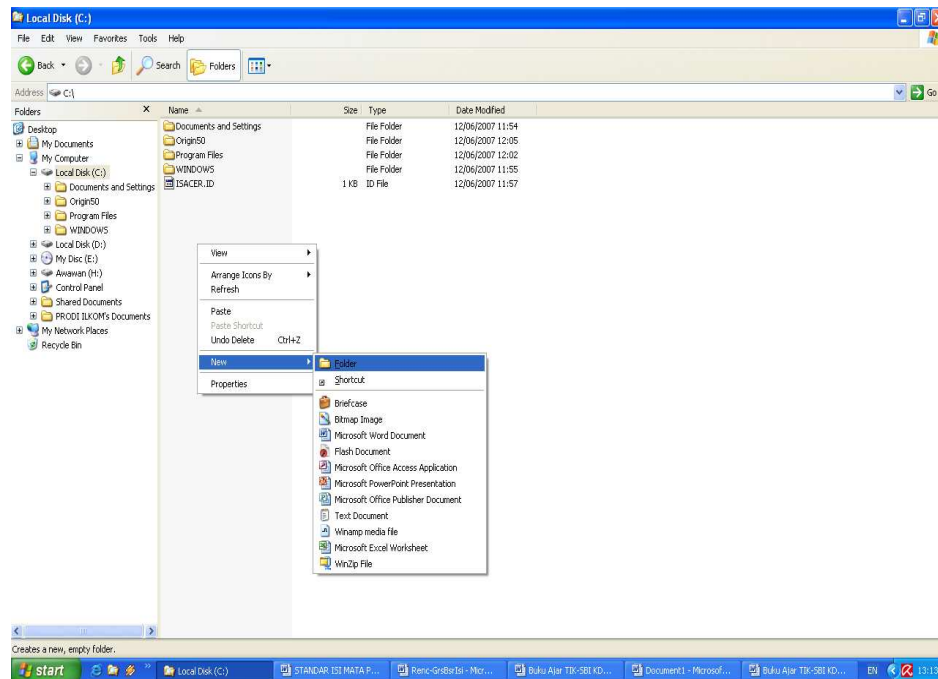 Local Disk (C:)
File Edit View Favorites Tools Help
Back Search Folders
Address C:\ Go
Folders X Name Size Type Date Modified
Desktop
My Documents
My Computer
Local Disk (C:)
Documents and Settings
Origin50
Program Files
WINDOWS
Local Disk (D:)
My Disc (E:)
Awawan (H:)
Control Panel
Shared Documents
PRODI ILKOM's Documents
My Network Places
Recycle Bin
Documents and Settings File Folder 12/06/2007 11:54
Origin50 File Folder 12/06/2007 12:05
Program Files File Folder 12/06/2007 12:02
WINDOWS File Folder 12/06/2007 11:55
ISACER.ID 1 KB ID File 12/06/2007 11:57
View
Arrange Icons By
Refresh
Paste
Paste Shortcut
Undo Delete Ctrl+Z
New
Properties
Folder
Shortcut
Briefcase
Bitmap Image
Microsoft Word Document
Flash Document
Microsoft Office Access Application
Microsoft PowerPoint Presentation
Microsoft Office Publisher Document
Text Document
Winamp media file
Microsoft Excel Worksheet
WinZip File
Creates a new, empty folder.
start Local Disk (C:) STANDAR ISI MATA P... Renc-GrsBsrIsi - Micr... Buku Ajar TIK-SBI KD... Document1 - Microsof... Buku Ajar TIK-SBI KD... EN 13:13